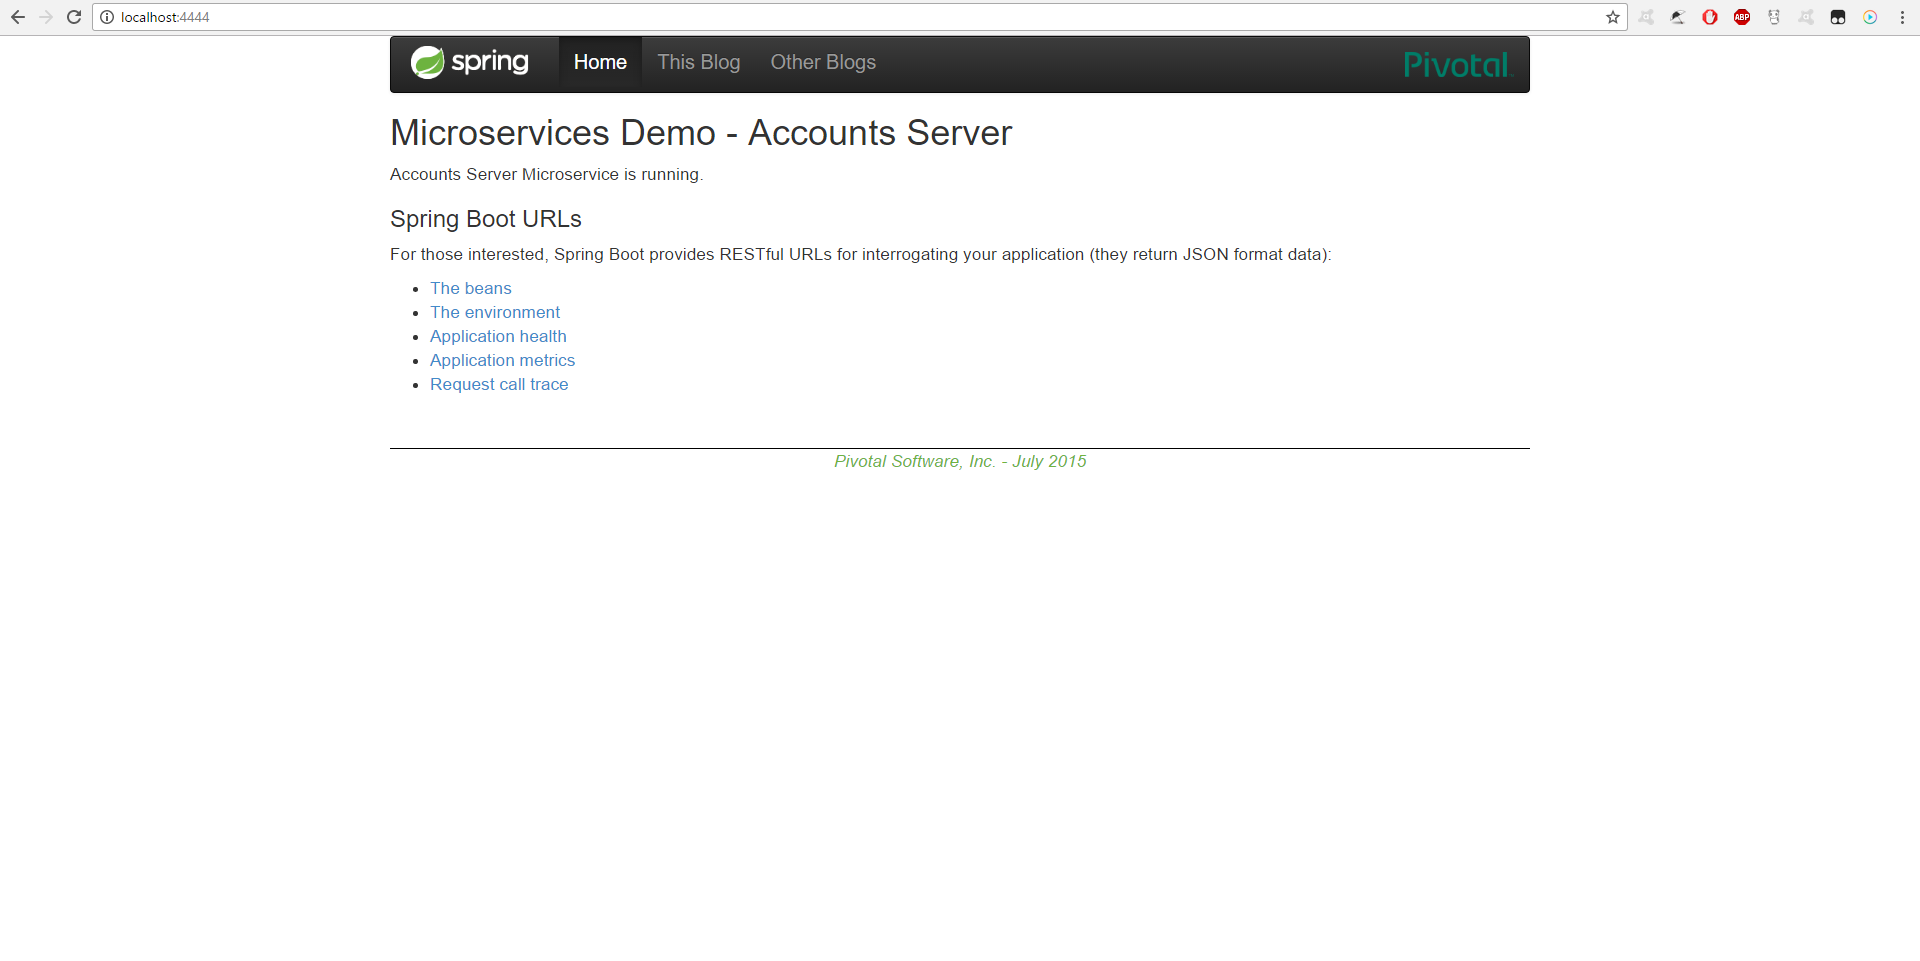 localhost:4444
ABP
spring Home This Blog Other Blogs Pivotal
Microservices Demo - Accounts Server
Accounts Server Microservice is running.
Spring Boot URLs
For those interested, Spring Boot provides RESTful URLs for interrogating your application (they return JSON format data):
The beans
The environment
Application health
Application metrics
Request call trace
Pivotal Software, Inc. - July 2015